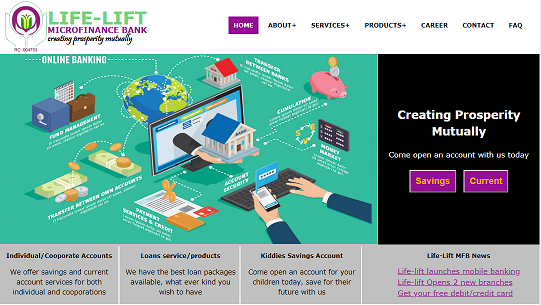 LIFE-LIFT
MICROFINANCE BANK
creating prosperity mutually
RC: 604753
HOME ABOUT+ SERVICES+ PRODUCTS+ CAREER CONTACT FAQ
ONLINE BANKING
TRANSFER
BETWEEN BANKS
FUND MANAGEMENT
CUMULATION
BANK
MONEY
MARKET
ACCOUNT
SECURITY
TRANSFER BETWEEN OWN ACCOUNTS
PAYMENT
SERVICES & CREDIT
Creating Prosperity
Mutually
Come open an account with us today
Savings Current
Individual/Cooporate Accounts
We offer savings and current
account services for both
individual and cooporations
Loans service/products
We have the best loan packages
available, what ever kind you
wish to have
Kiddies Savings Account
Come open an account for your
children today, save for their
future with us
Life-Lift MFB News
Life-lift launches mobile banking
Life-lift Opens 2 new branches
Get your free debit/credit card